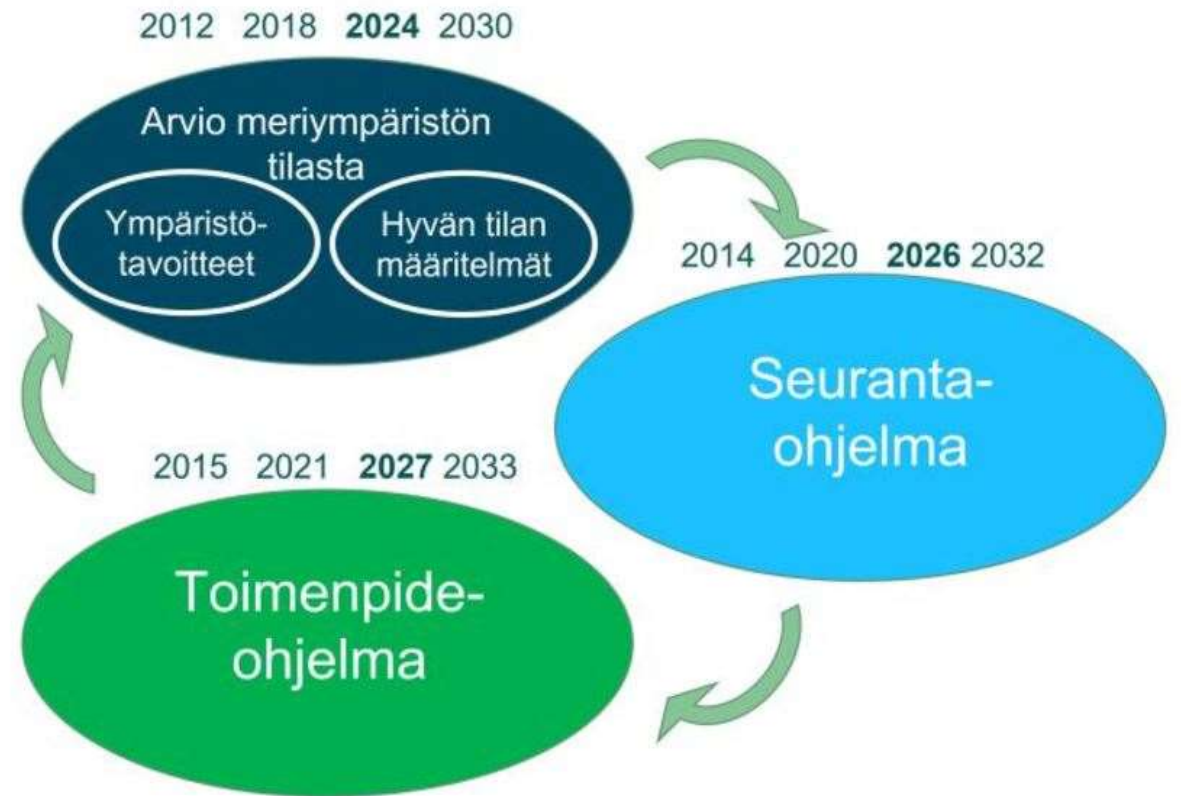 2012 2018 2024 2030
Arvio meriympäristön
tilasta
Ympäristö-
tavoitteet
Hyvän tilan
määritelmät
2014 2020 2026 2032
Seuranta-
ohjelma
2015 2021 2027 2033
Toimenpide-
ohjelma